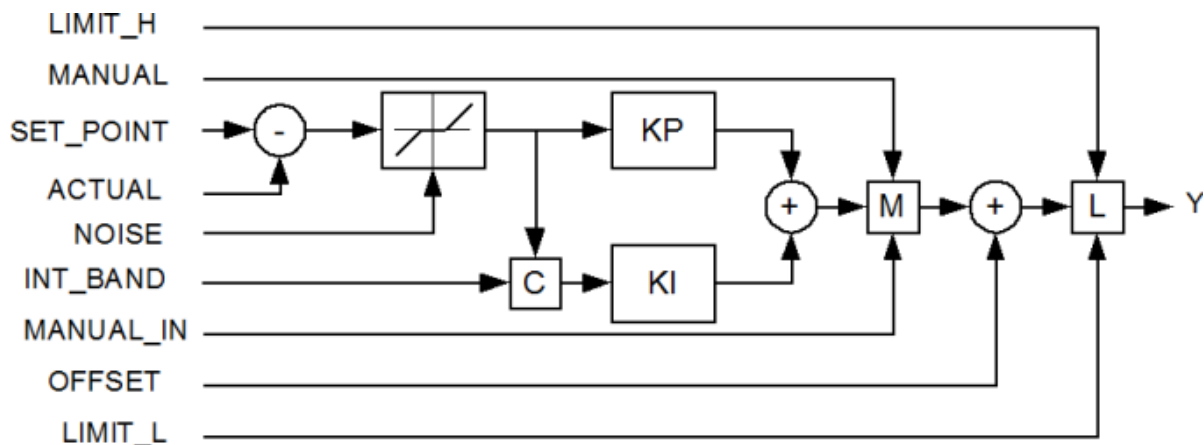 LIMIT_H
MANUAL
SET_POINT
-
KP
ACTUAL
+
M
+
L
Y
NOISE
INT_BAND
C
KI
MANUAL_IN
OFFSET
LIMIT_L